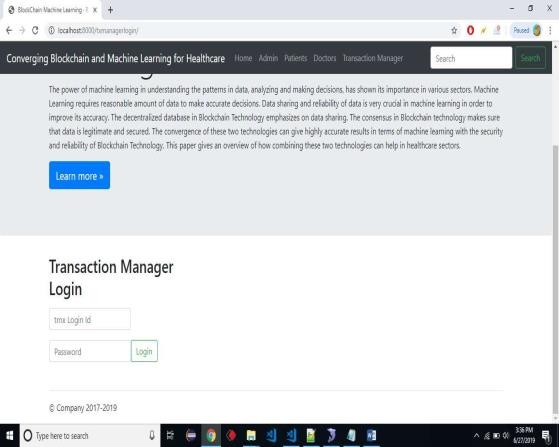 BlockChain Machine Learning - T
localhost:8000/txmanagerlogin/
Paused
Converging Blockchain and Machine Learning for Healthcare Home Admin Patients Doctors Transaction Manager Search Search
The power of machine learning in understanding the patterns in data, analyzing and making decisions, has shown its importance in various sectors. Machine
Learning requires reasonable amount of data to make accurate decisions. Data sharing and reliability of data is very crucial in machine learning in order to
improve its accuracy. The decentralized database in Blockchain Technology emphasizes on data sharing. The consensus in Blockchain technology makes sure
that data is legitimate and secured. The convergence of these two technologies can give highly accurate results in terms of machine learning with the security
and reliability of Blockchain Technology. This paper gives an overview of how combining these two technologies can help in healthcare sectors.
Learn more »
Transaction Manager
Login
tmx Login Id
Password Login
© Company 2017-2019
Type here to search
3:36 PM
6/27/2019